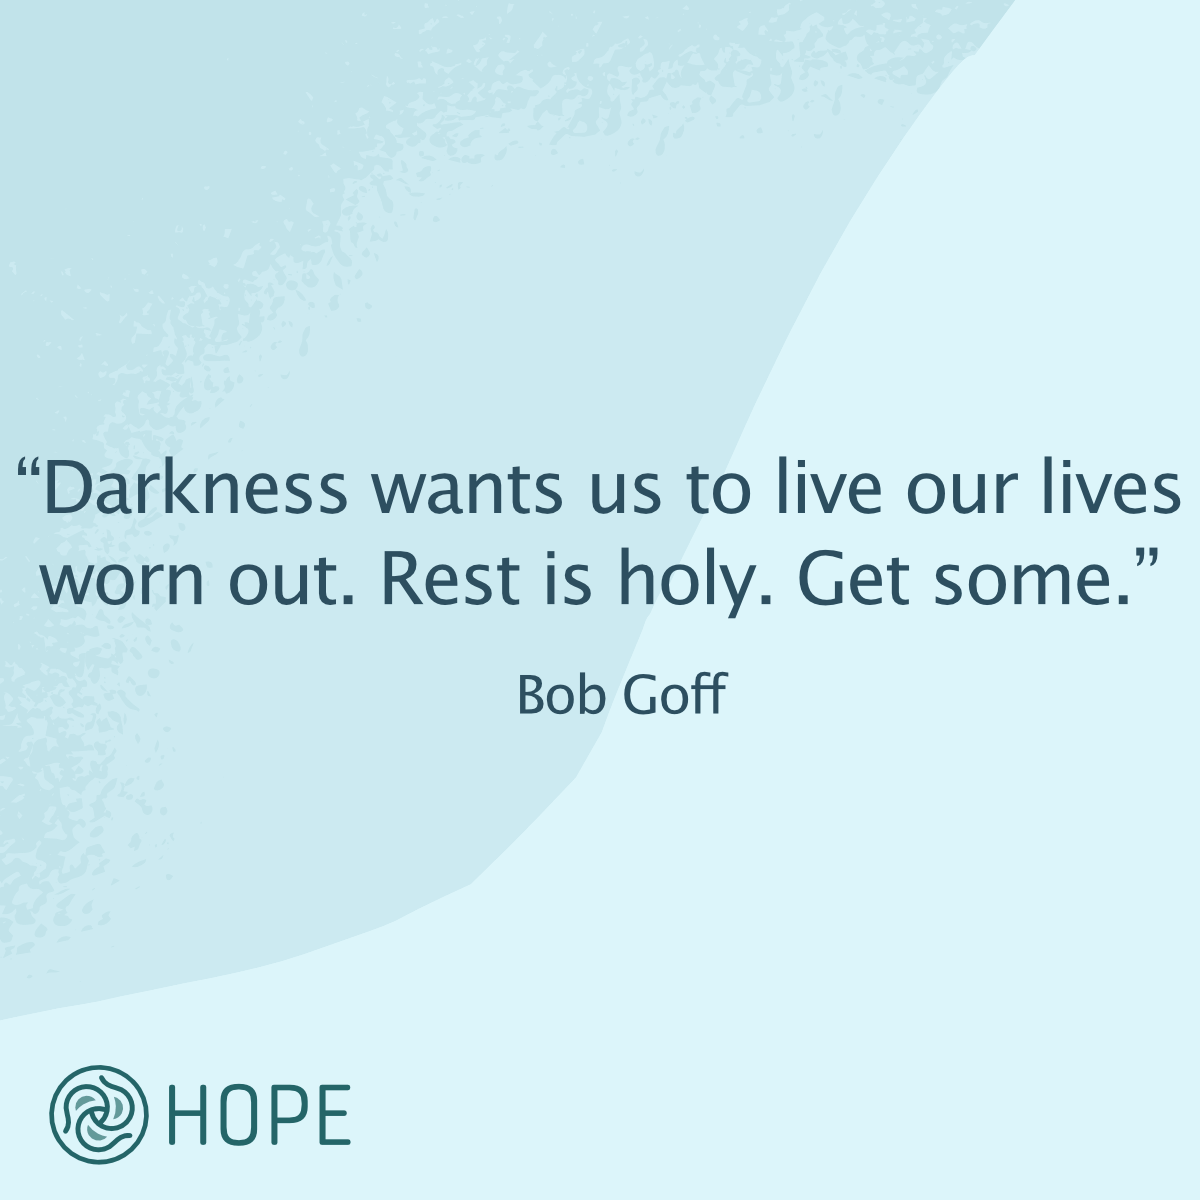 “Darkness wants us to live our lives
worn out. Rest is holy. Get some.”
Bob Goff
HOPE